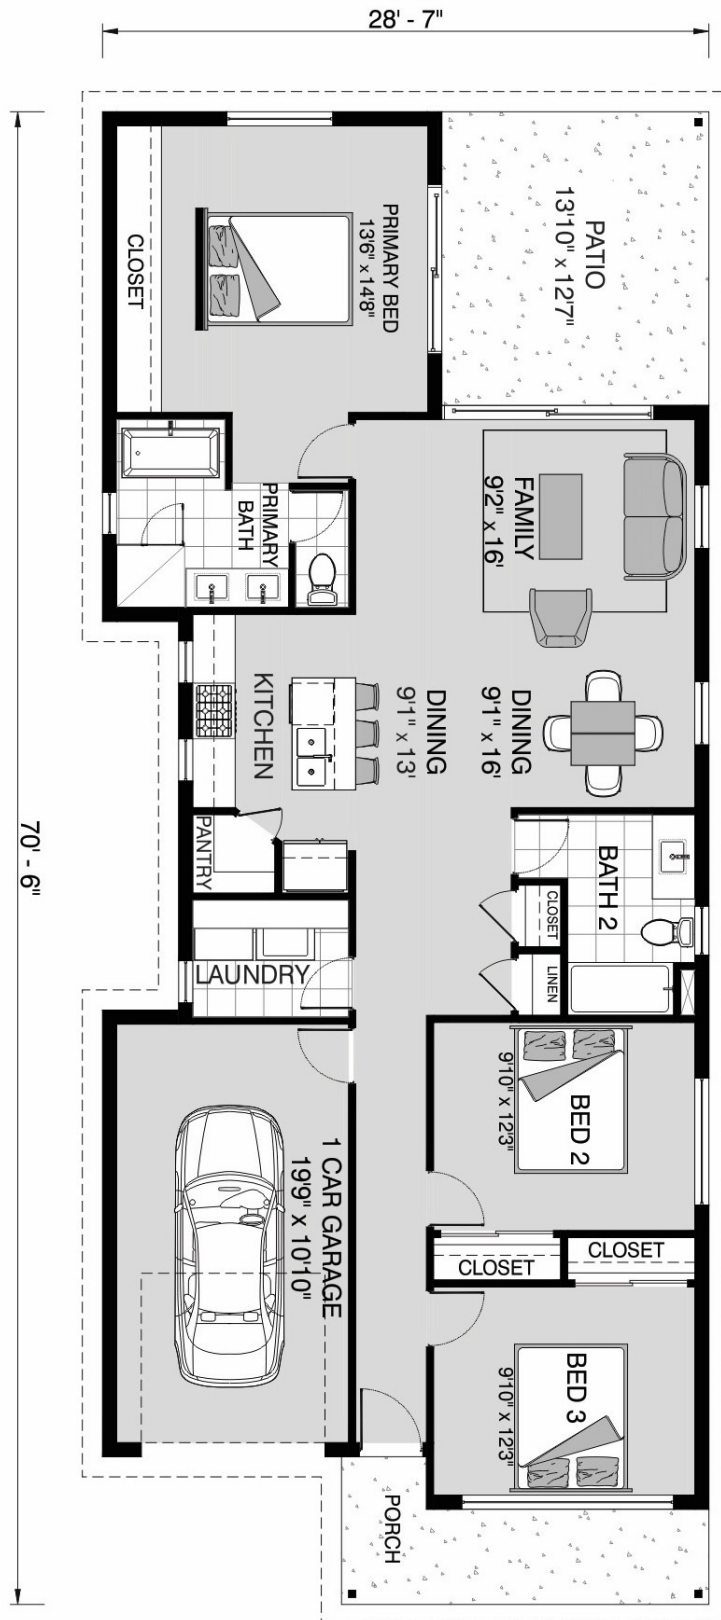 28' - 7"
70' - 6"
PATIO
13'10" x 12'7"
PRIMARY BED
13'6" x 14'8"
CLOSET
PRIMARY
BATH
FAMILY
9'2" x 16'
KITCHEN
DINING
9'1" x 13'
DINING
9'1" x 16'
PANTRY
BATH 2
CLOSET
LINEN
LAUNDRY
BED 2
9'10" x 12'3"
1 CAR GARAGE
19'9" x 10'10"
CLOSET
CLOSET
BED 3
9'10" x 12'3"
PORCH